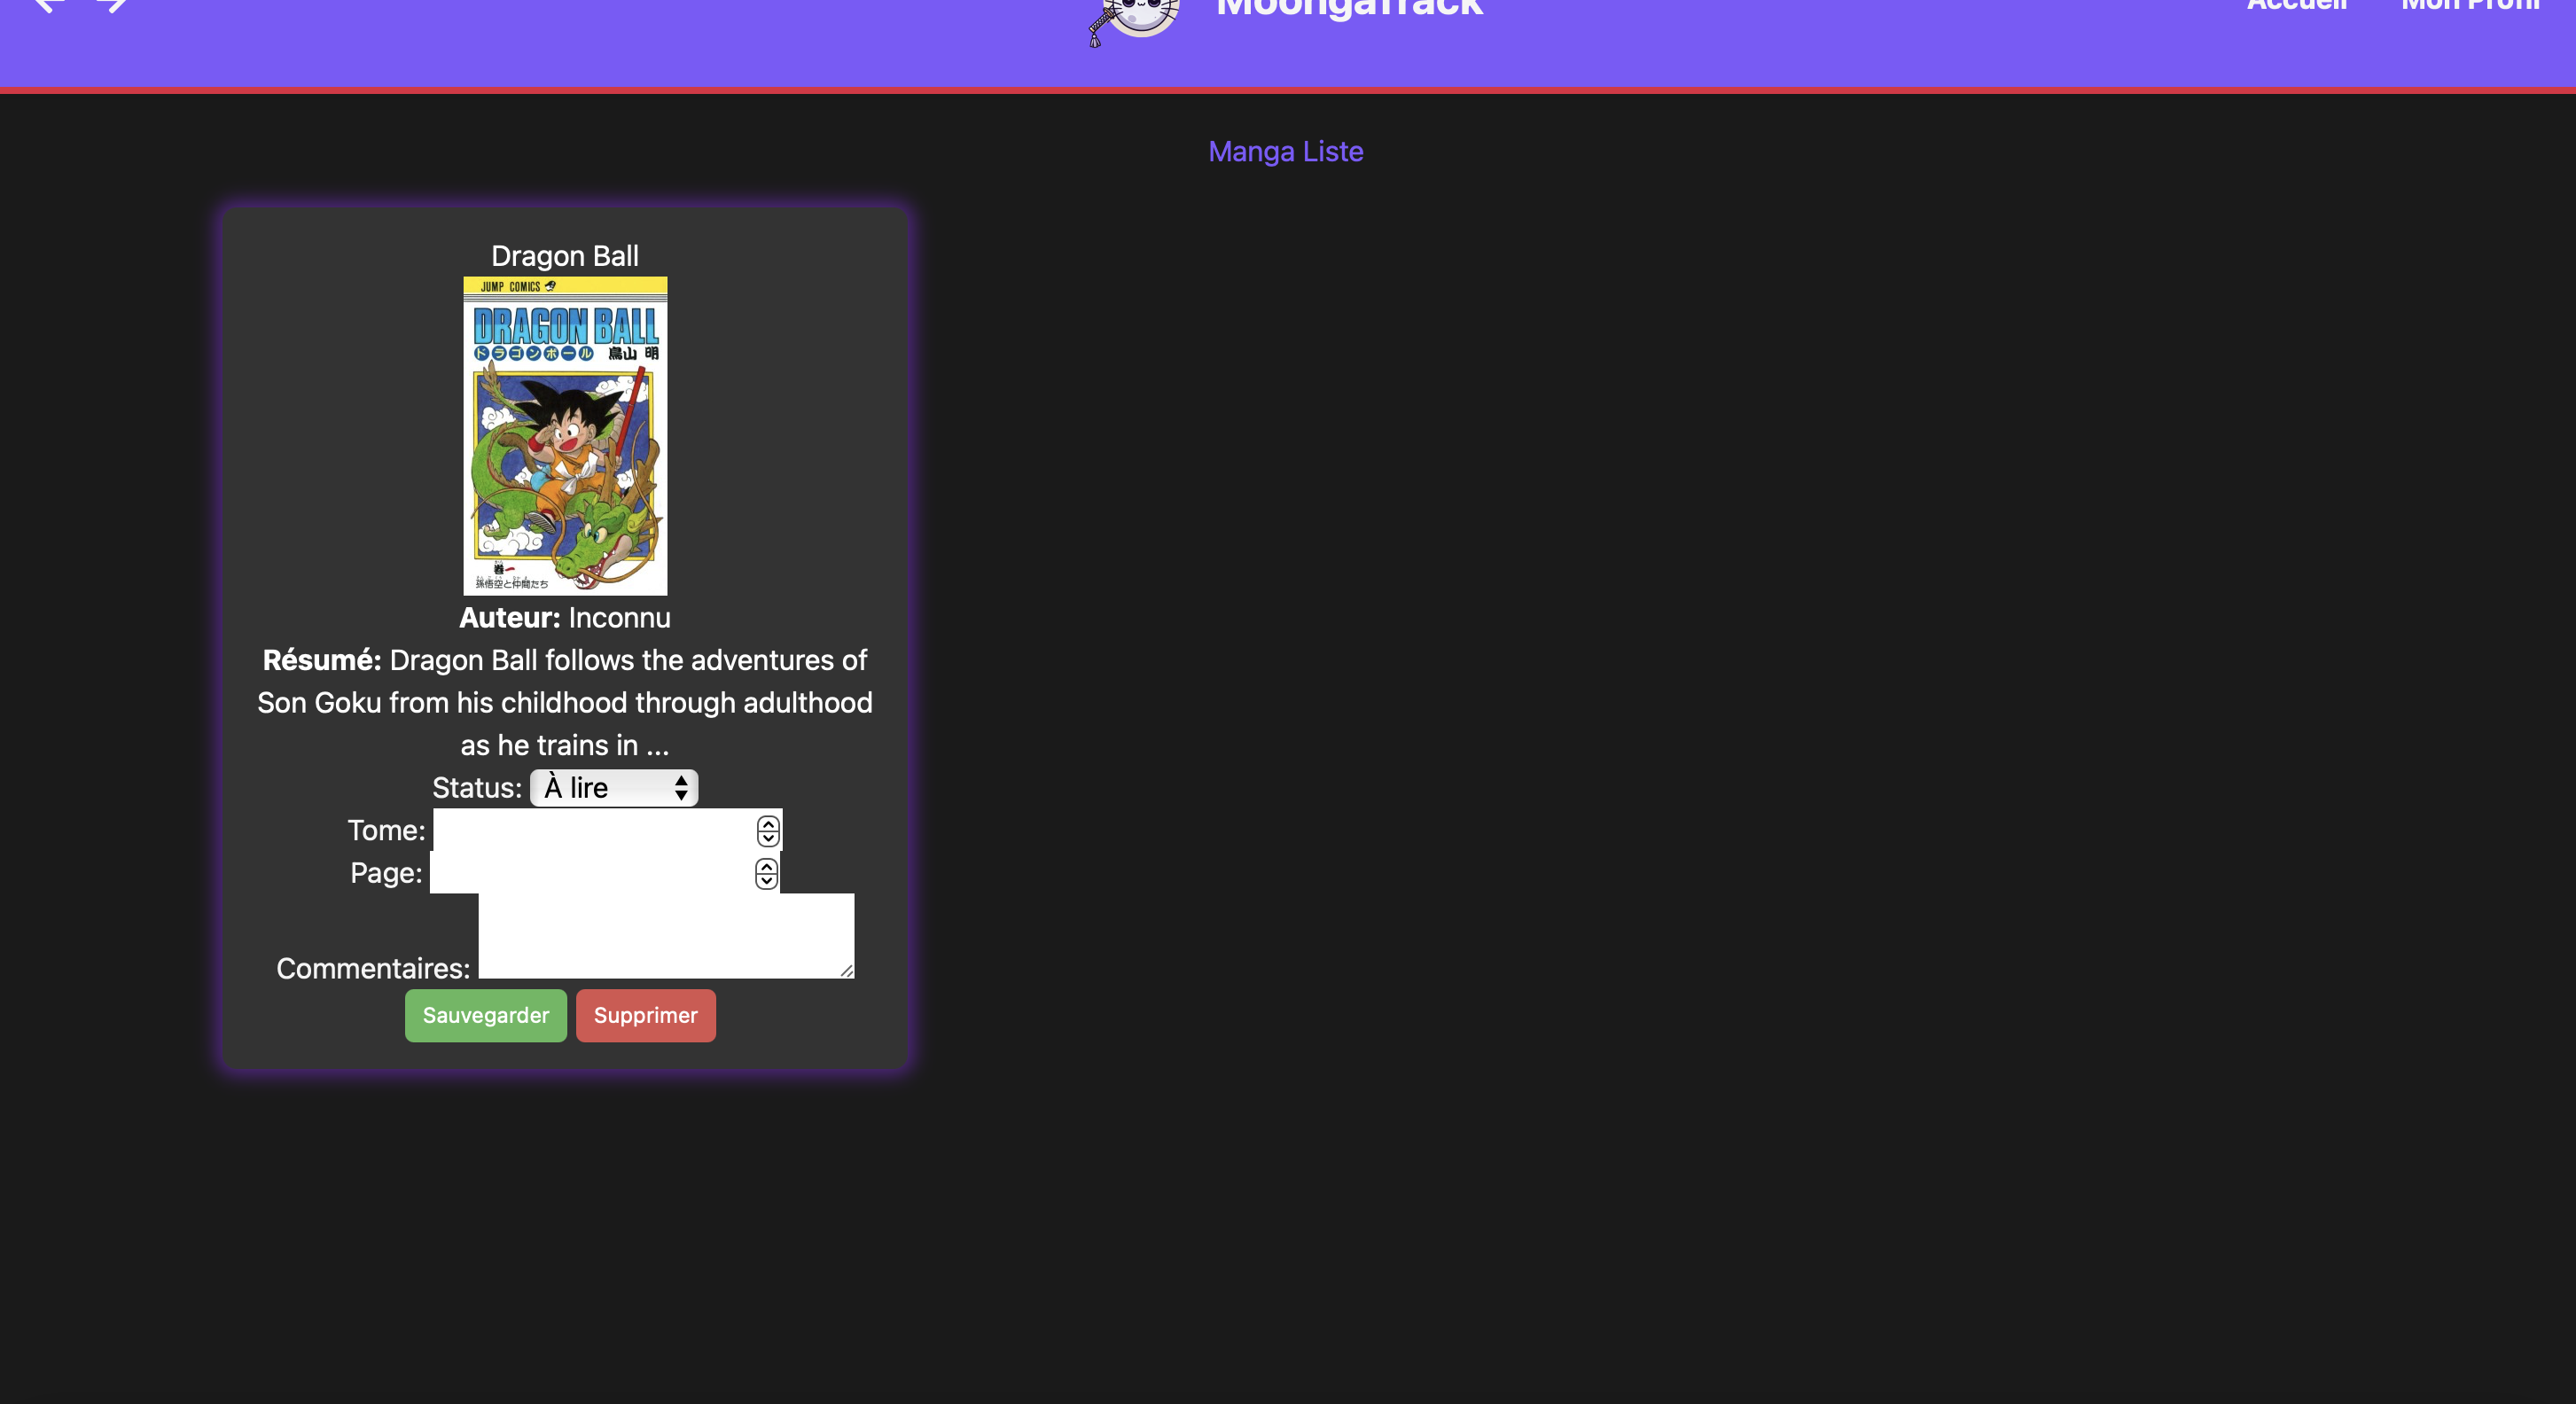 MoongaTrack
Accueil
Mon Profil
Manga Liste
Dragon Ball
JUMP COMICS
DRAGON BALL
ドラゴンボール 鳥山 明
巻一
孫悟空と仲間たち
Auteur: Inconnu
Résumé: Dragon Ball follows the adventures of
Son Goku from his childhood through adulthood
as he trains in ...
Status: À lire
Tome:
Page:
Commentaires:
Sauvegarder
Supprimer